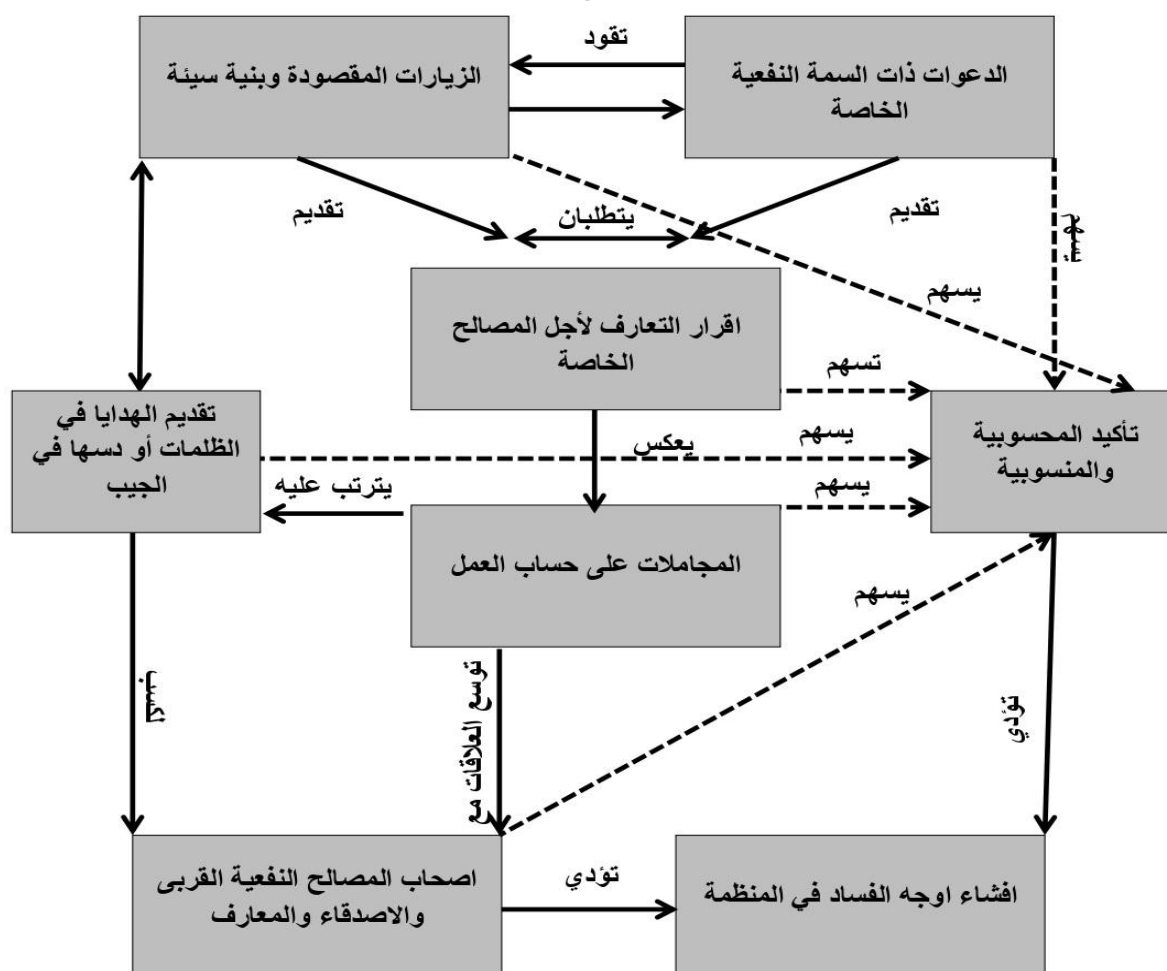 تقود
الدعوات ذات السمة النفعية
الخاصة
الزيارات المقصودة وبنية سيئة
تقديم
يتطلبان
تقديم
يسهم
يسهم
اقرار التعارف لأجل المصالح
الخاصة
تسهم
تأكيد المحسوبية
والمنسوبية
يسهم
يعكس
تقديم الهدايا في
الظلمات أو دسها في
الجيب
يسهم
يترتب عليه
المجاملات على حساب العمل
يسهم
تؤدي
توسع العلاقات مع
لكسب
افشاء اوجه الفساد في المنظمة
تؤدي
اصحاب المصالح النفعية القربى
والاصدقاء والمعارف